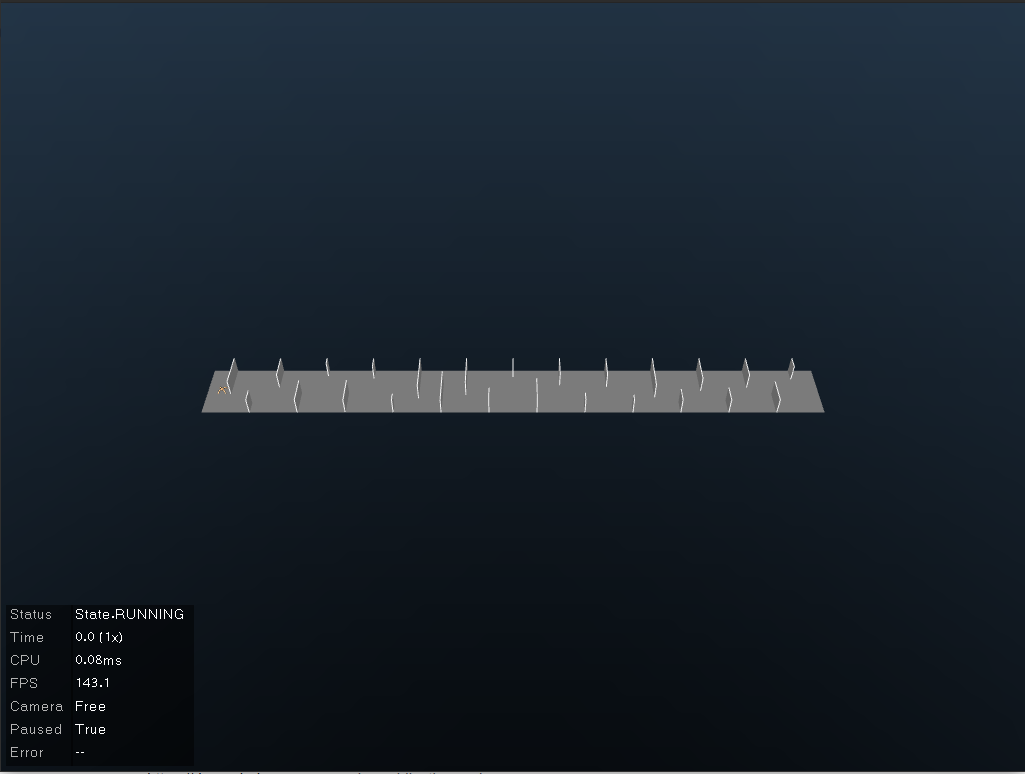 Status State.RUNNING
Time 0.0 (1x)
CPU 0.08ms
FPS 143.1
Camera Free
Paused True
Error --